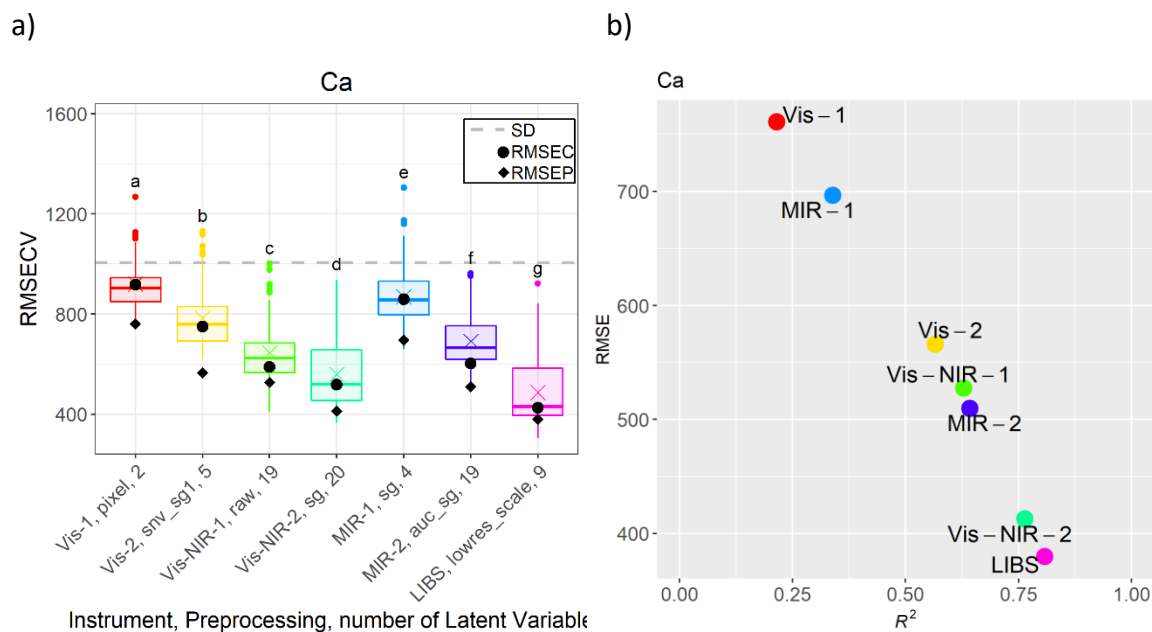 a)
Ca
1600
1200
800
400
RMSECV
SD
RMSEC
RMSEP
a
b
c
d
e
f
g
Vis-1, pixel, 2
Vis-2, snv_sg1, 5
Vis-NIR-1, raw, 19
Vis-NIR-2, sg, 20
MIR-1, sg, 4
MIR-2, auc_sg, 19
LIBS, lowres_scale, 9
Instrument, Preprocessing, number of Latent Variable
b)
Ca
700
600
500
400
RMSE
Vis − 1
MIR − 1
Vis − 2
Vis − NIR − 1
MIR − 2
Vis − NIR − 2
LIBS
0.00 0.25 0.50 0.75 1.00
R²